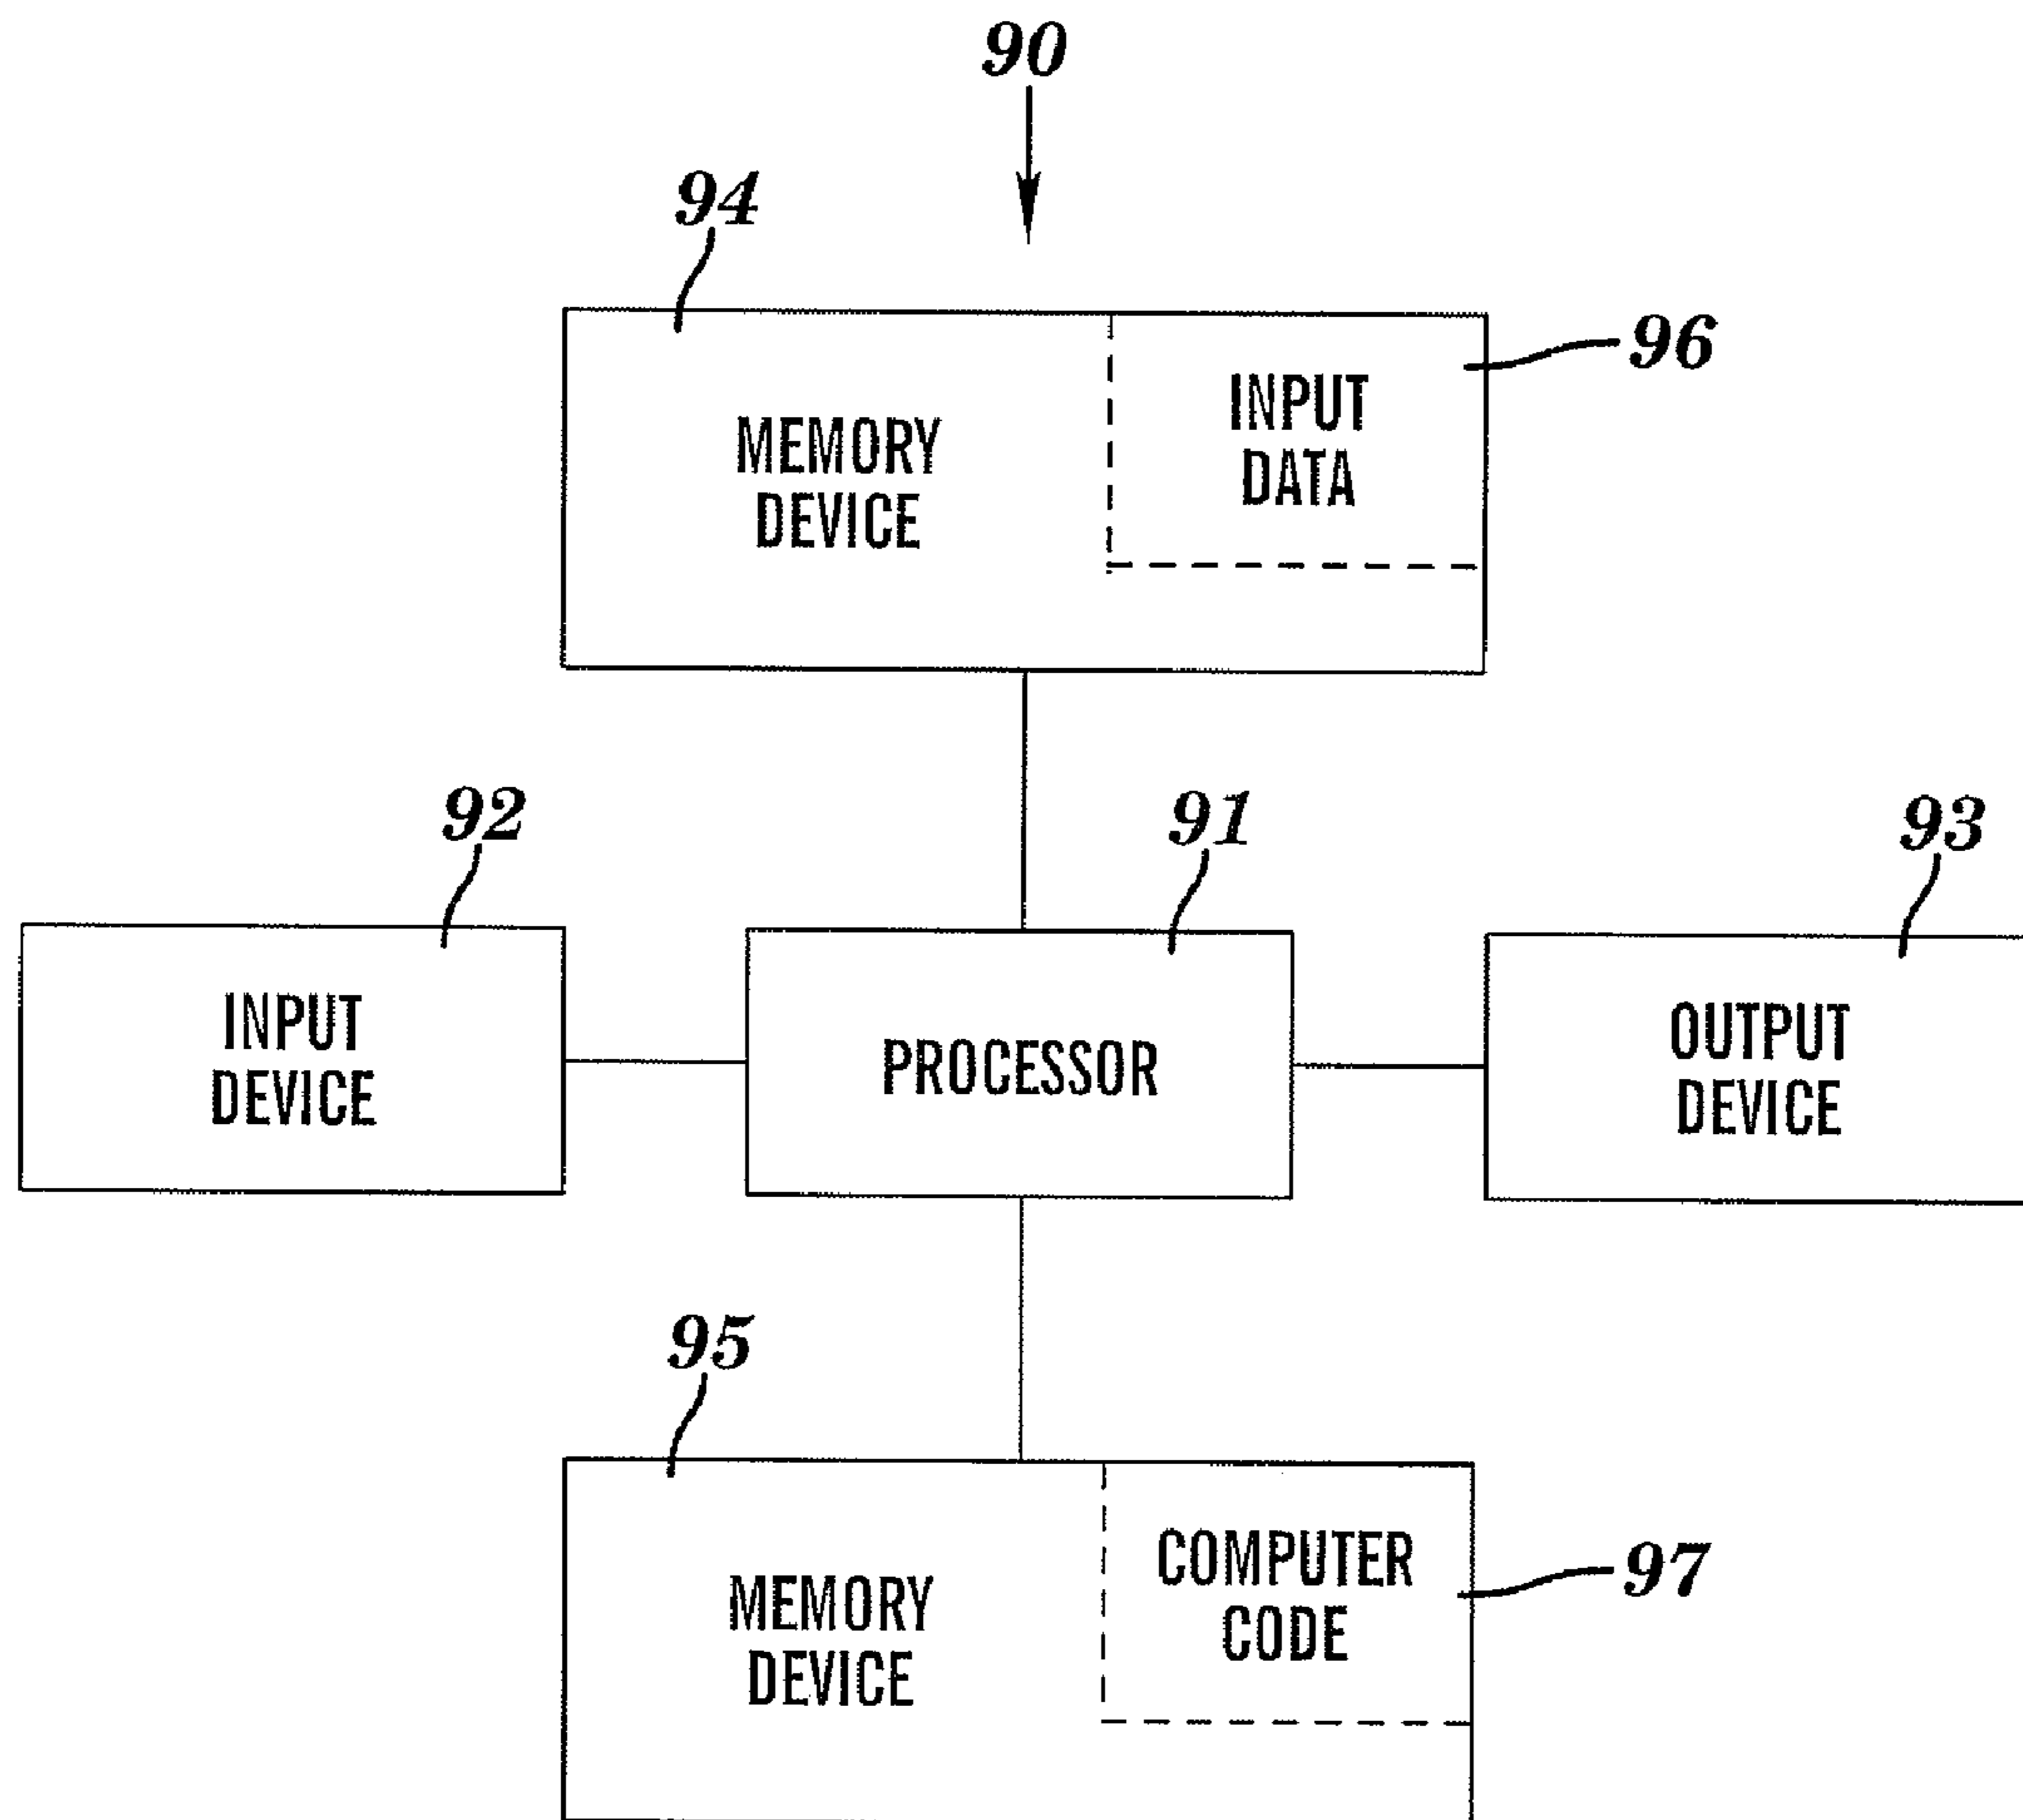 90
94
96
INPUT
DATA
MEMORY
DEVICE
92
91
93
INPUT
DEVICE
PROCESSOR
OUTPUT
DEVICE
95
97
COMPUTER
CODE
MEMORY
DEVICE